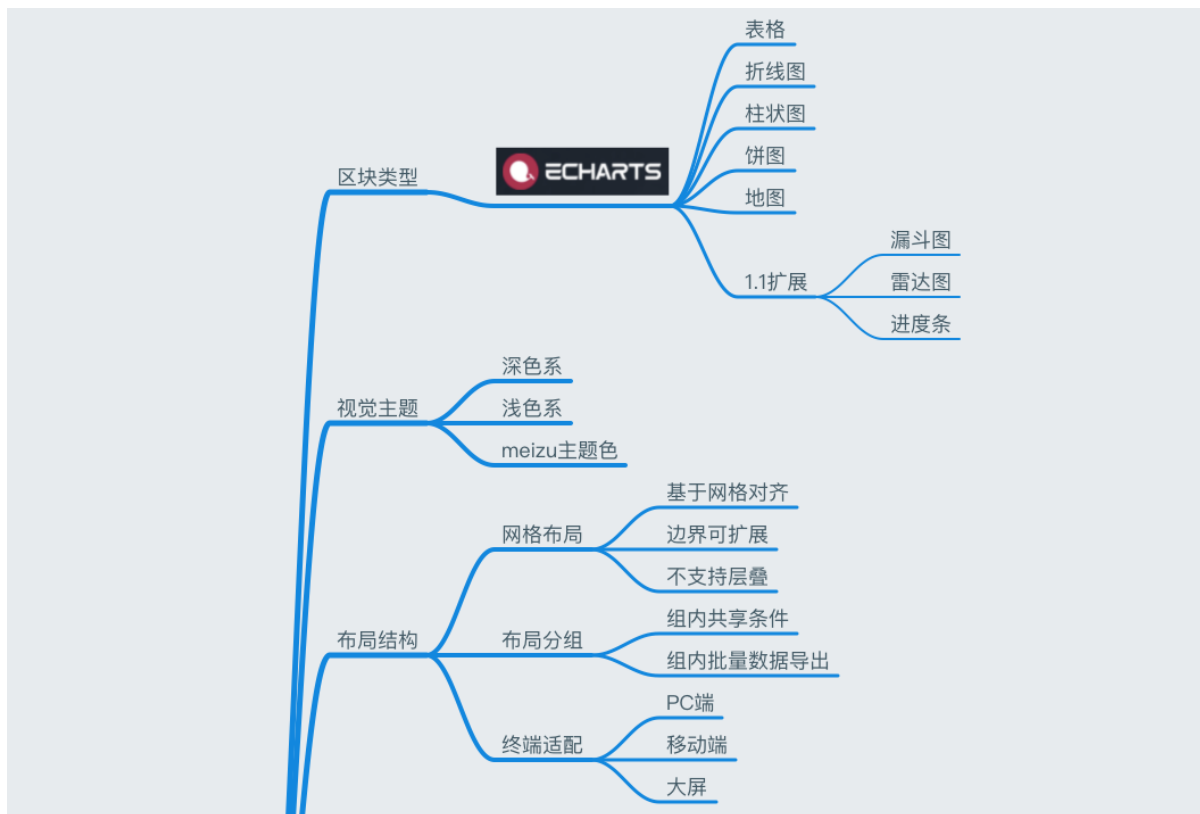 表格
折线图
柱状图
饼图
地图
区块类型
ECHARTS
1.1扩展
漏斗图
雷达图
进度条
视觉主题
深色系
浅色系
meizu主题色
布局结构
网格布局
基于网格对齐
边界可扩展
不支持层叠
布局分组
组内共享条件
组内批量数据导出
终端适配
PC端
移动端
大屏